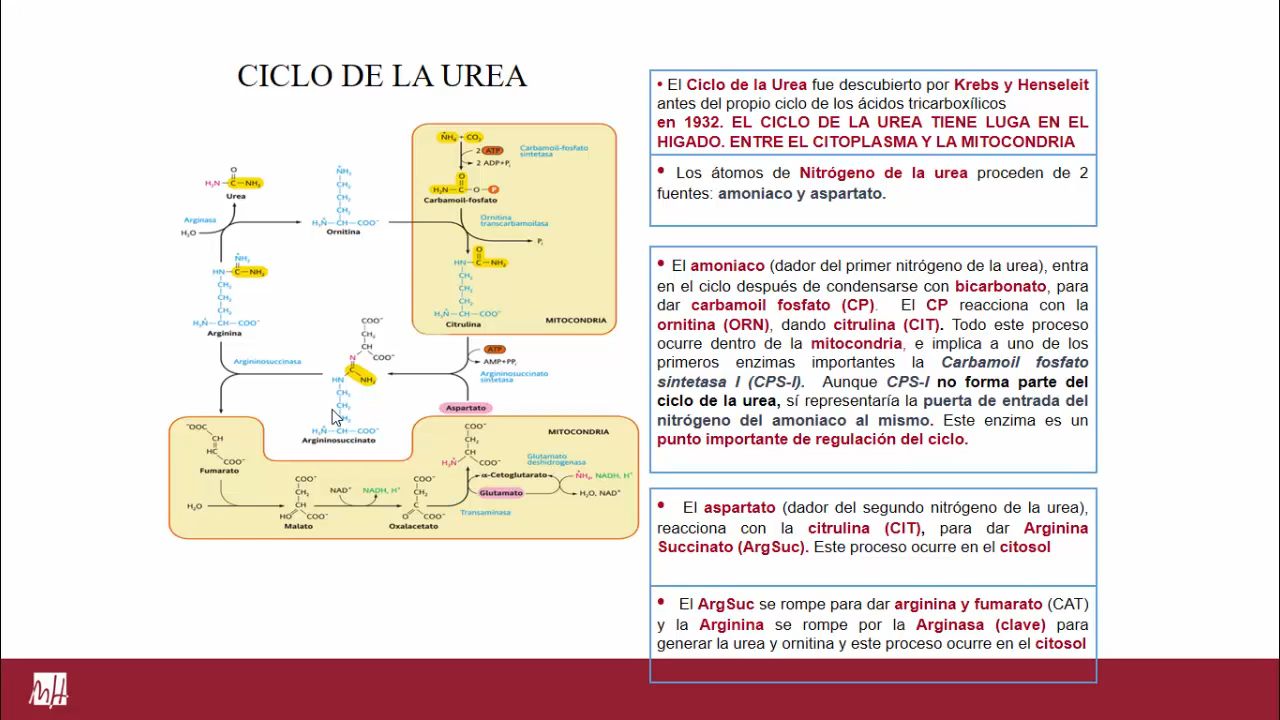 CICLO DE LA UREA
• El Ciclo de la Urea fue descubierto por Krebs y Henseleit
antes del propio ciclo de los ácidos tricarboxílicos
en 1932. EL CICLO DE LA UREA TIENE LUGA EN EL
HIGADO. ENTRE EL CITOPLASMA Y LA MITOCONDRIA
• Los átomos de Nitrógeno de la urea proceden de 2
fuentes: amoniaco y aspartato.
• El amoniaco (dador del primer nitrógeno de la urea), entra
en el ciclo después de condensarse con bicarbonato, para
dar carbamoil fosfato (CP). El CP reacciona con la
ornitina (ORN), dando citrulina (CIT). Todo este proceso
ocurre dentro de la mitocondria, e implica a uno de los
primeros enzimas importantes la Carbamoil fosfato
sintetasa I (CPS-I). Aunque CPS-I no forma parte del
ciclo de la urea, sí representaría la puerta de entrada del
nitrógeno del amoniaco al mismo. Este enzima es un
punto importante de regulación del ciclo.
• El aspartato (dador del segundo nitrógeno de la urea),
reacciona con la citrulina (CIT), para dar Arginina
Succinato (ArgSuc). Este proceso ocurre en el citosol
• El ArgSuc se rompe para dar arginina y fumarato (CAT)
y la Arginina se rompe por la Arginasa (clave) para
generar la urea y ornitina y este proceso ocurre en el citosol
2 ATP
2 ADP+Pᵢ
Carbamoil-fosfato
sintetasa
Carbamoil-fosfato
Ornitina
transcarbamoilasa
Pᵢ
Citrulina
MITOCONDRIA
Urea
Arginasa
H₂O
Ornitina
Arginina
Argininosuccinasa
ATP
AMP+PPᵢ
Argininosuccinato
sintetasa
Aspartato
Argininosuccinato
MITOCONDRIA
Fumarato
H₂O
Malato
NAD⁺
NADH, H⁺
Oxalacetato
Glutamato
deshidrogenasa
α-Cetoglutarato
NADH, H⁺
Glutamato
H₂O, NAD⁺
Transaminasa
MH